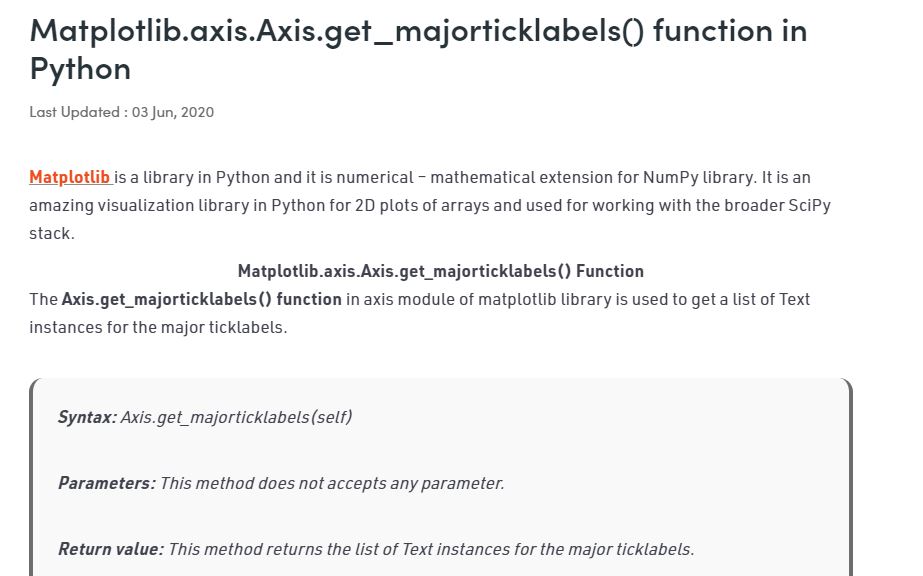 Matplotlib.axis.Axis.get_majorticklabels() function in
Python
Last Updated : 03 Jun, 2020
Matplotlib is a library in Python and it is numerical – mathematical extension for NumPy library. It is an
amazing visualization library in Python for 2D plots of arrays and used for working with the broader SciPy
stack.
Matplotlib.axis.Axis.get_majorticklabels() Function
The Axis.get_majorticklabels() function in axis module of matplotlib library is used to get a list of Text
instances for the major ticklabels.
Syntax: Axis.get_majorticklabels(self)
Parameters: This method does not accepts any parameter.
Return value: This method returns the list of Text instances for the major ticklabels.